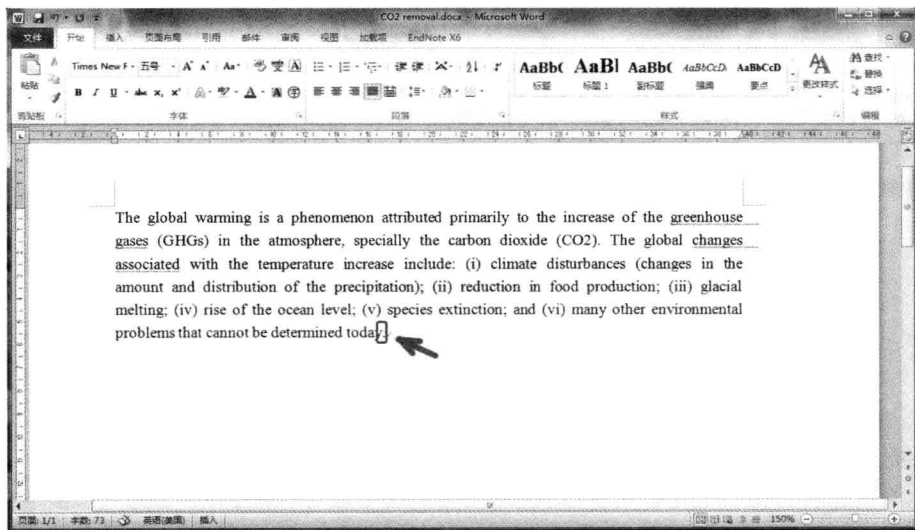 CO2 removal.docx - Microsoft Word
文件 开始 插入 页面布局 引用 邮件 审阅 视图 加载项 EndNote X6
Times New F 五号 Aa
查找
替换
选择
粘贴
B I U abc x₂ x²
AaBb( AaBl AaBb( AaBbCcD AaBbCcD
标题 标题 1 副标题 强调 要点
更改样式
剪贴板 字体 段落 样式 编辑
The global warming is a phenomenon attributed primarily to the increase of the greenhouse
gases (GHGs) in the atmosphere, specially the carbon dioxide (CO2). The global changes
associated with the temperature increase include: (i) climate disturbances (changes in the
amount and distribution of the precipitation); (ii) reduction in food production; (iii) glacial
melting; (iv) rise of the ocean level; (v) species extinction; and (vi) many other environmental
problems that cannot be determined today.
页面: 1/1 字数: 73 英语(美国) 插入 150%